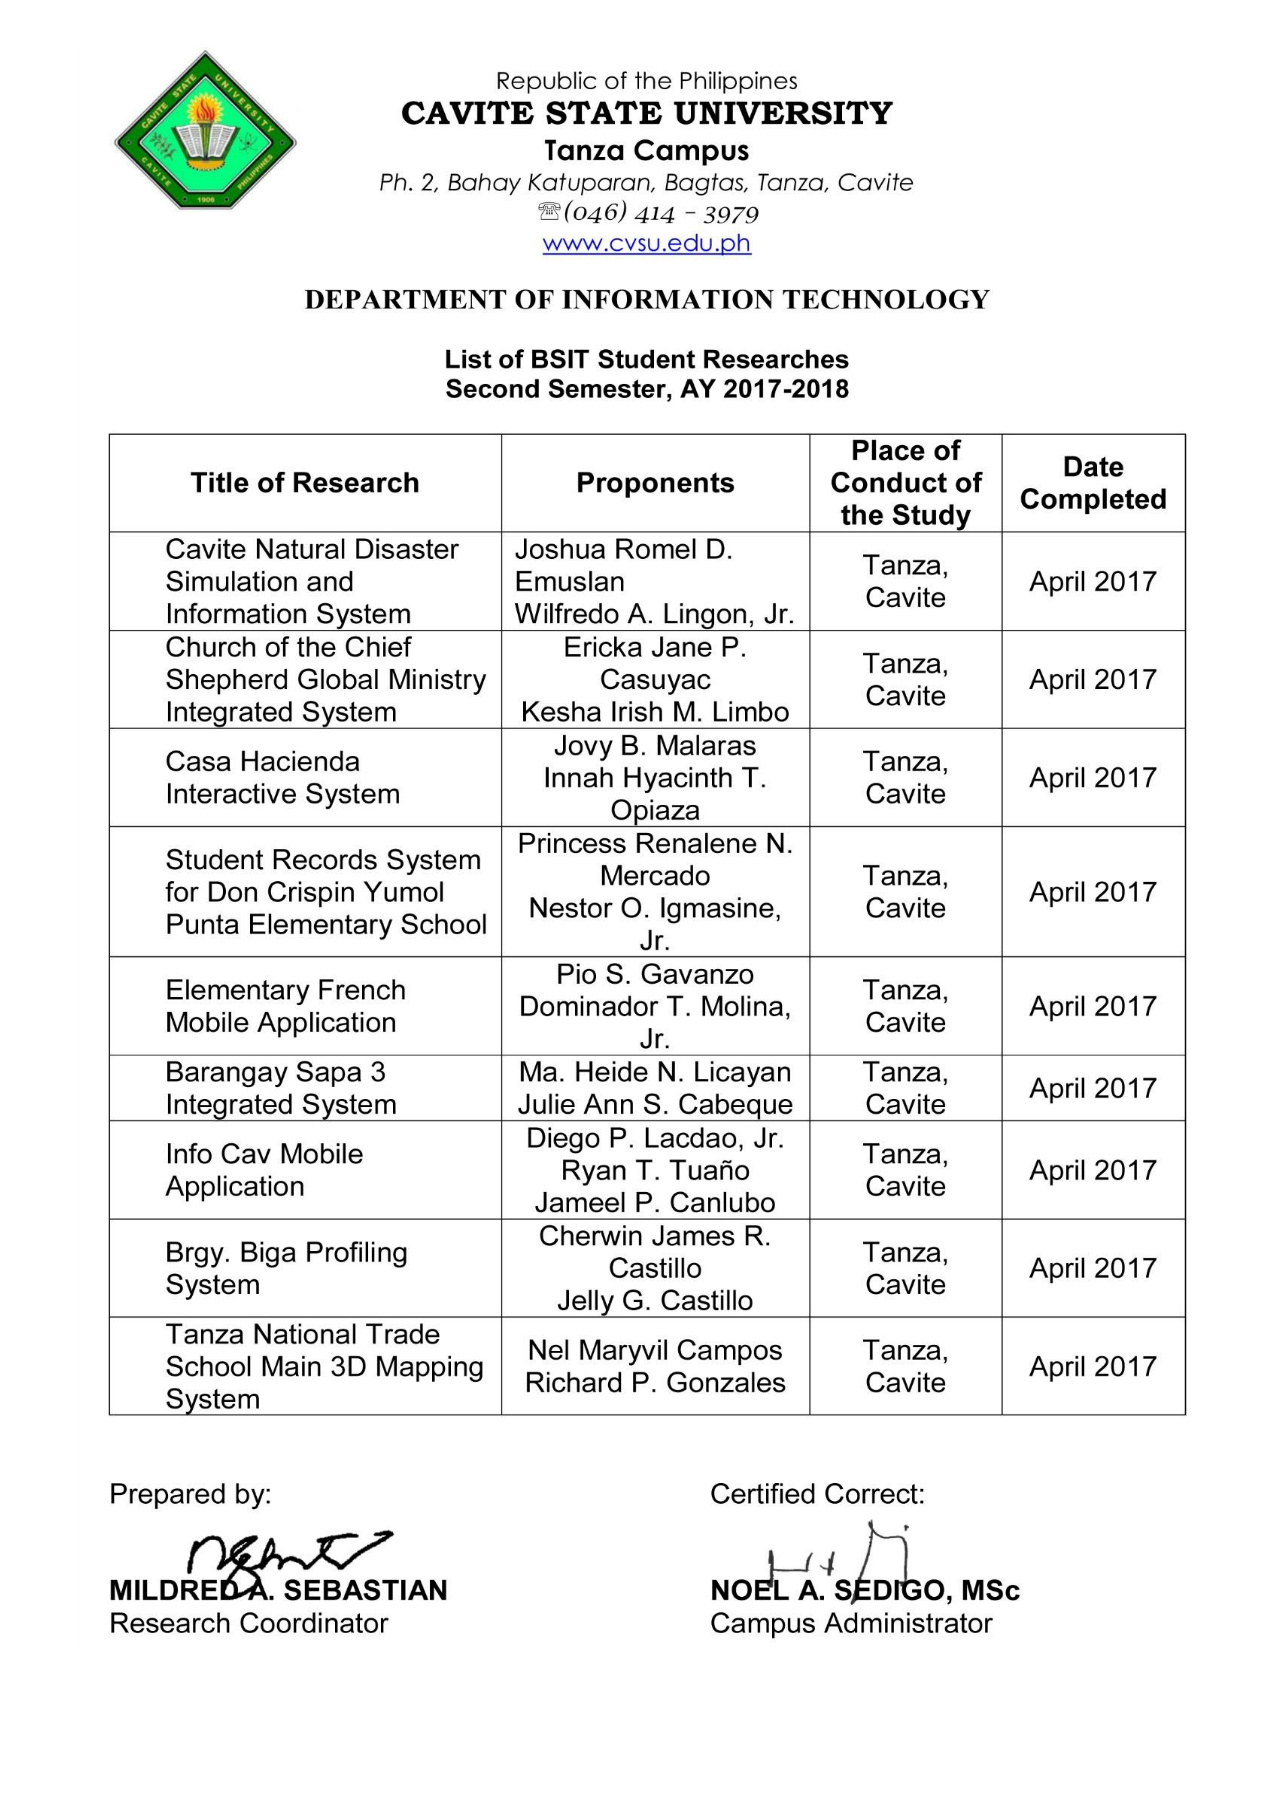 CAVITE STATE UNIVERSITY
CAVITE PHILIPPINES
1906
Republic of the Philippines
CAVITE STATE UNIVERSITY
Tanza Campus
Ph. 2, Bahay Katuparan, Bagtas, Tanza, Cavite
☏(046) 414 – 3979
www.cvsu.edu.ph
DEPARTMENT OF INFORMATION TECHNOLOGY
List of BSIT Student Researches
Second Semester, AY 2017-2018
Title of Research
Proponents
Place of
Conduct of
the Study
Date
Completed
Cavite Natural Disaster
Simulation and
Information System
Joshua Romel D.
Emuslan
Wilfredo A. Lingon, Jr.
Tanza,
Cavite
April 2017
Church of the Chief
Shepherd Global Ministry
Integrated System
Ericka Jane P.
Casuyac
Kesha Irish M. Limbo
Tanza,
Cavite
April 2017
Casa Hacienda
Interactive System
Jovy B. Malaras
Innah Hyacinth T.
Opiaza
Tanza,
Cavite
April 2017
Student Records System
for Don Crispin Yumol
Punta Elementary School
Princess Renalene N.
Mercado
Nestor O. Igmasine,
Jr.
Tanza,
Cavite
April 2017
Elementary French
Mobile Application
Pio S. Gavanzo
Dominador T. Molina,
Jr.
Tanza,
Cavite
April 2017
Barangay Sapa 3
Integrated System
Ma. Heide N. Licayan
Julie Ann S. Cabeque
Tanza,
Cavite
April 2017
Info Cav Mobile
Application
Diego P. Lacdao, Jr.
Ryan T. Tuaño
Jameel P. Canlubo
Tanza,
Cavite
April 2017
Brgy. Biga Profiling
System
Cherwin James R.
Castillo
Jelly G. Castillo
Tanza,
Cavite
April 2017
Tanza National Trade
School Main 3D Mapping
System
Nel Maryvil Campos
Richard P. Gonzales
Tanza,
Cavite
April 2017
Prepared by:
MILDRED A. SEBASTIAN
Research Coordinator
Certified Correct:
NOEL A. SEDIGO, MSc
Campus Administrator